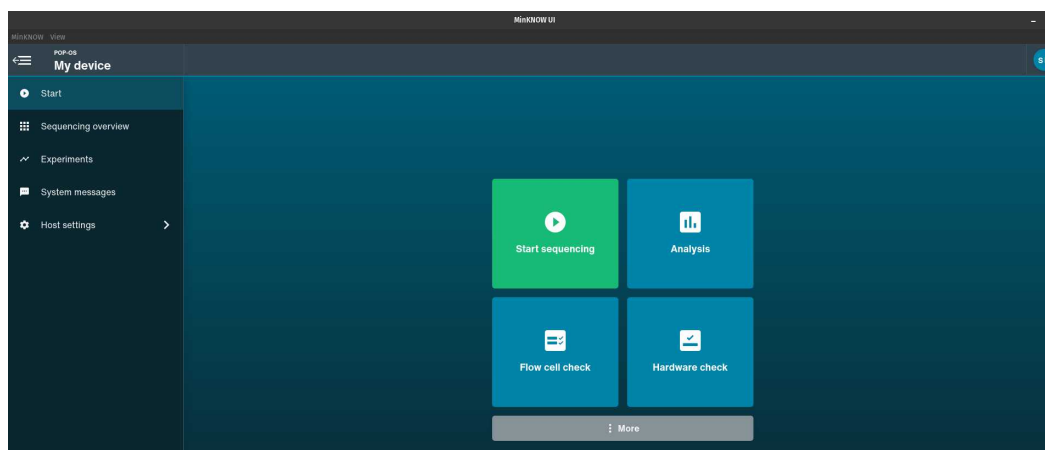 MinKNOW UI
MinKNOW View
POP-OS
My device
Start
Sequencing overview
Experiments
System messages
Host settings
Start sequencing
Analysis
Flow cell check
Hardware check
More
S